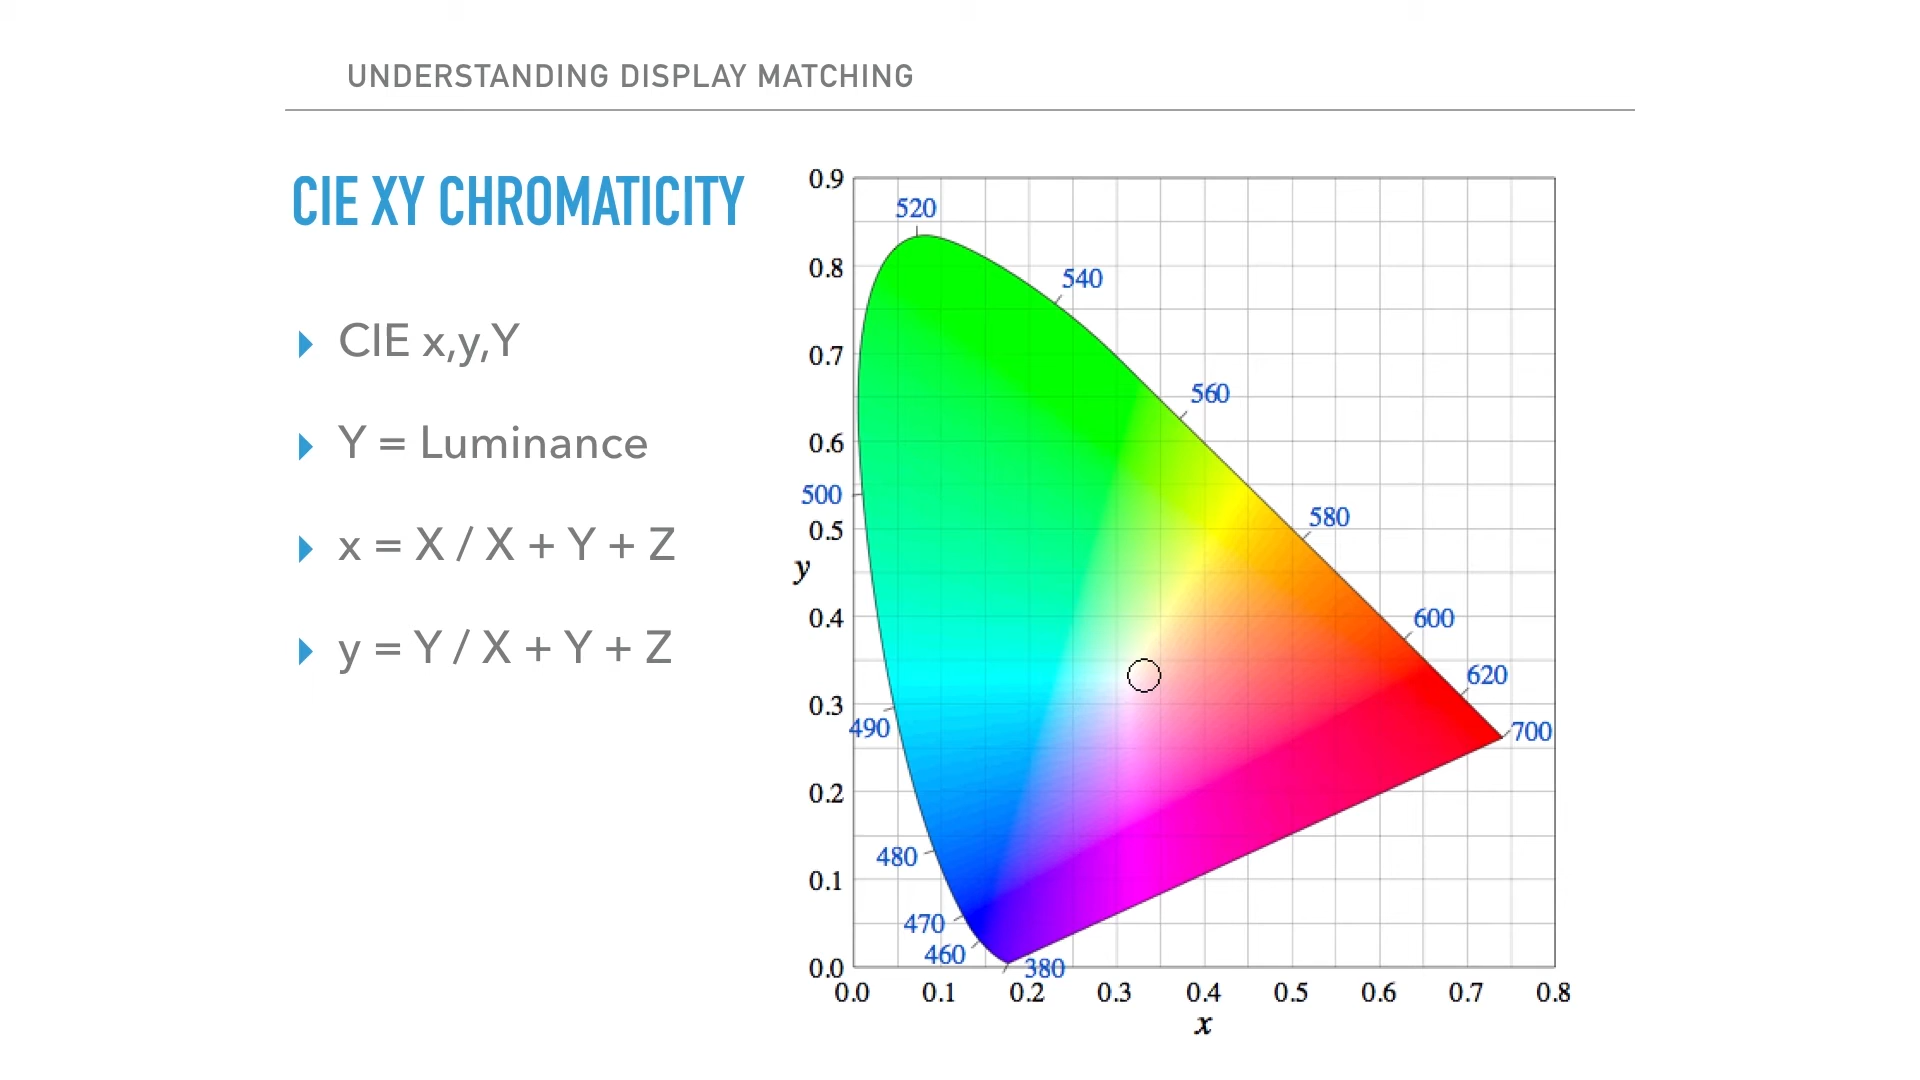 UNDERSTANDING DISPLAY MATCHING
CIE XY CHROMATICITY
CIE x,y,Y
Y = Luminance
x = X / X + Y + Z
y = Y / X + Y + Z
0.9
520
0.8
540
0.7
560
0.6
500
580
0.5
y
0.4
600
620
0.3
490
700
0.2
480
0.1
470
460
0.0
380
0.0 0.1 0.2 0.3 0.4 0.5 0.6 0.7 0.8
x